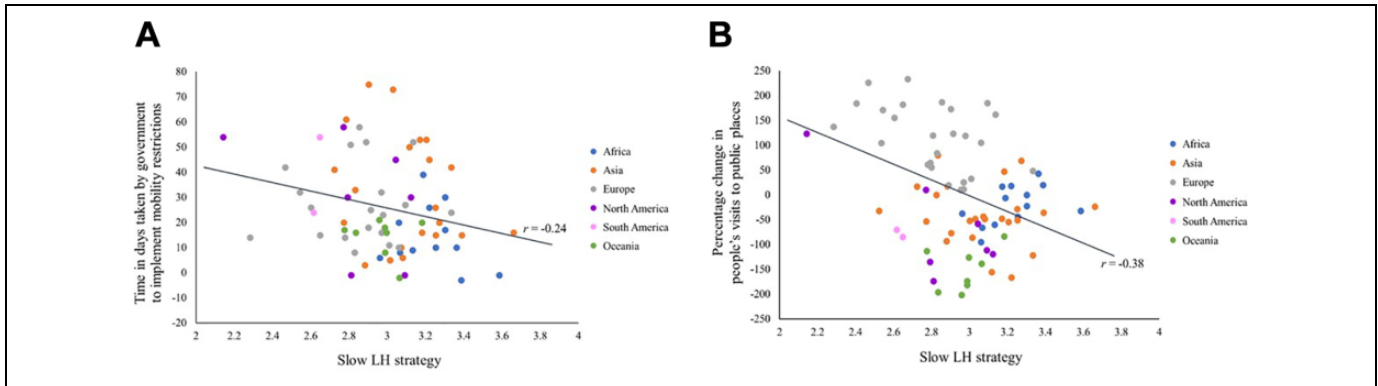 A
B
80
70
60
50
40
30
20
10
0
-10
-20
2
2.2
2.4
2.6
2.8
3
3.2
3.4
3.6
3.8
4
Time in days taken by government
to implement mobility restrictions
Slow LH strategy
r = -0.24
Africa
Asia
Europe
North America
South America
Oceania
250
200
150
100
50
0
-50
-100
-150
-200
-250
2
2.2
2.4
2.6
2.8
3
3.2
3.4
3.6
3.8
4
Percentage change in
people's visits to public places
Slow LH strategy
r = -0.38
Africa
Asia
Europe
North America
South America
Oceania